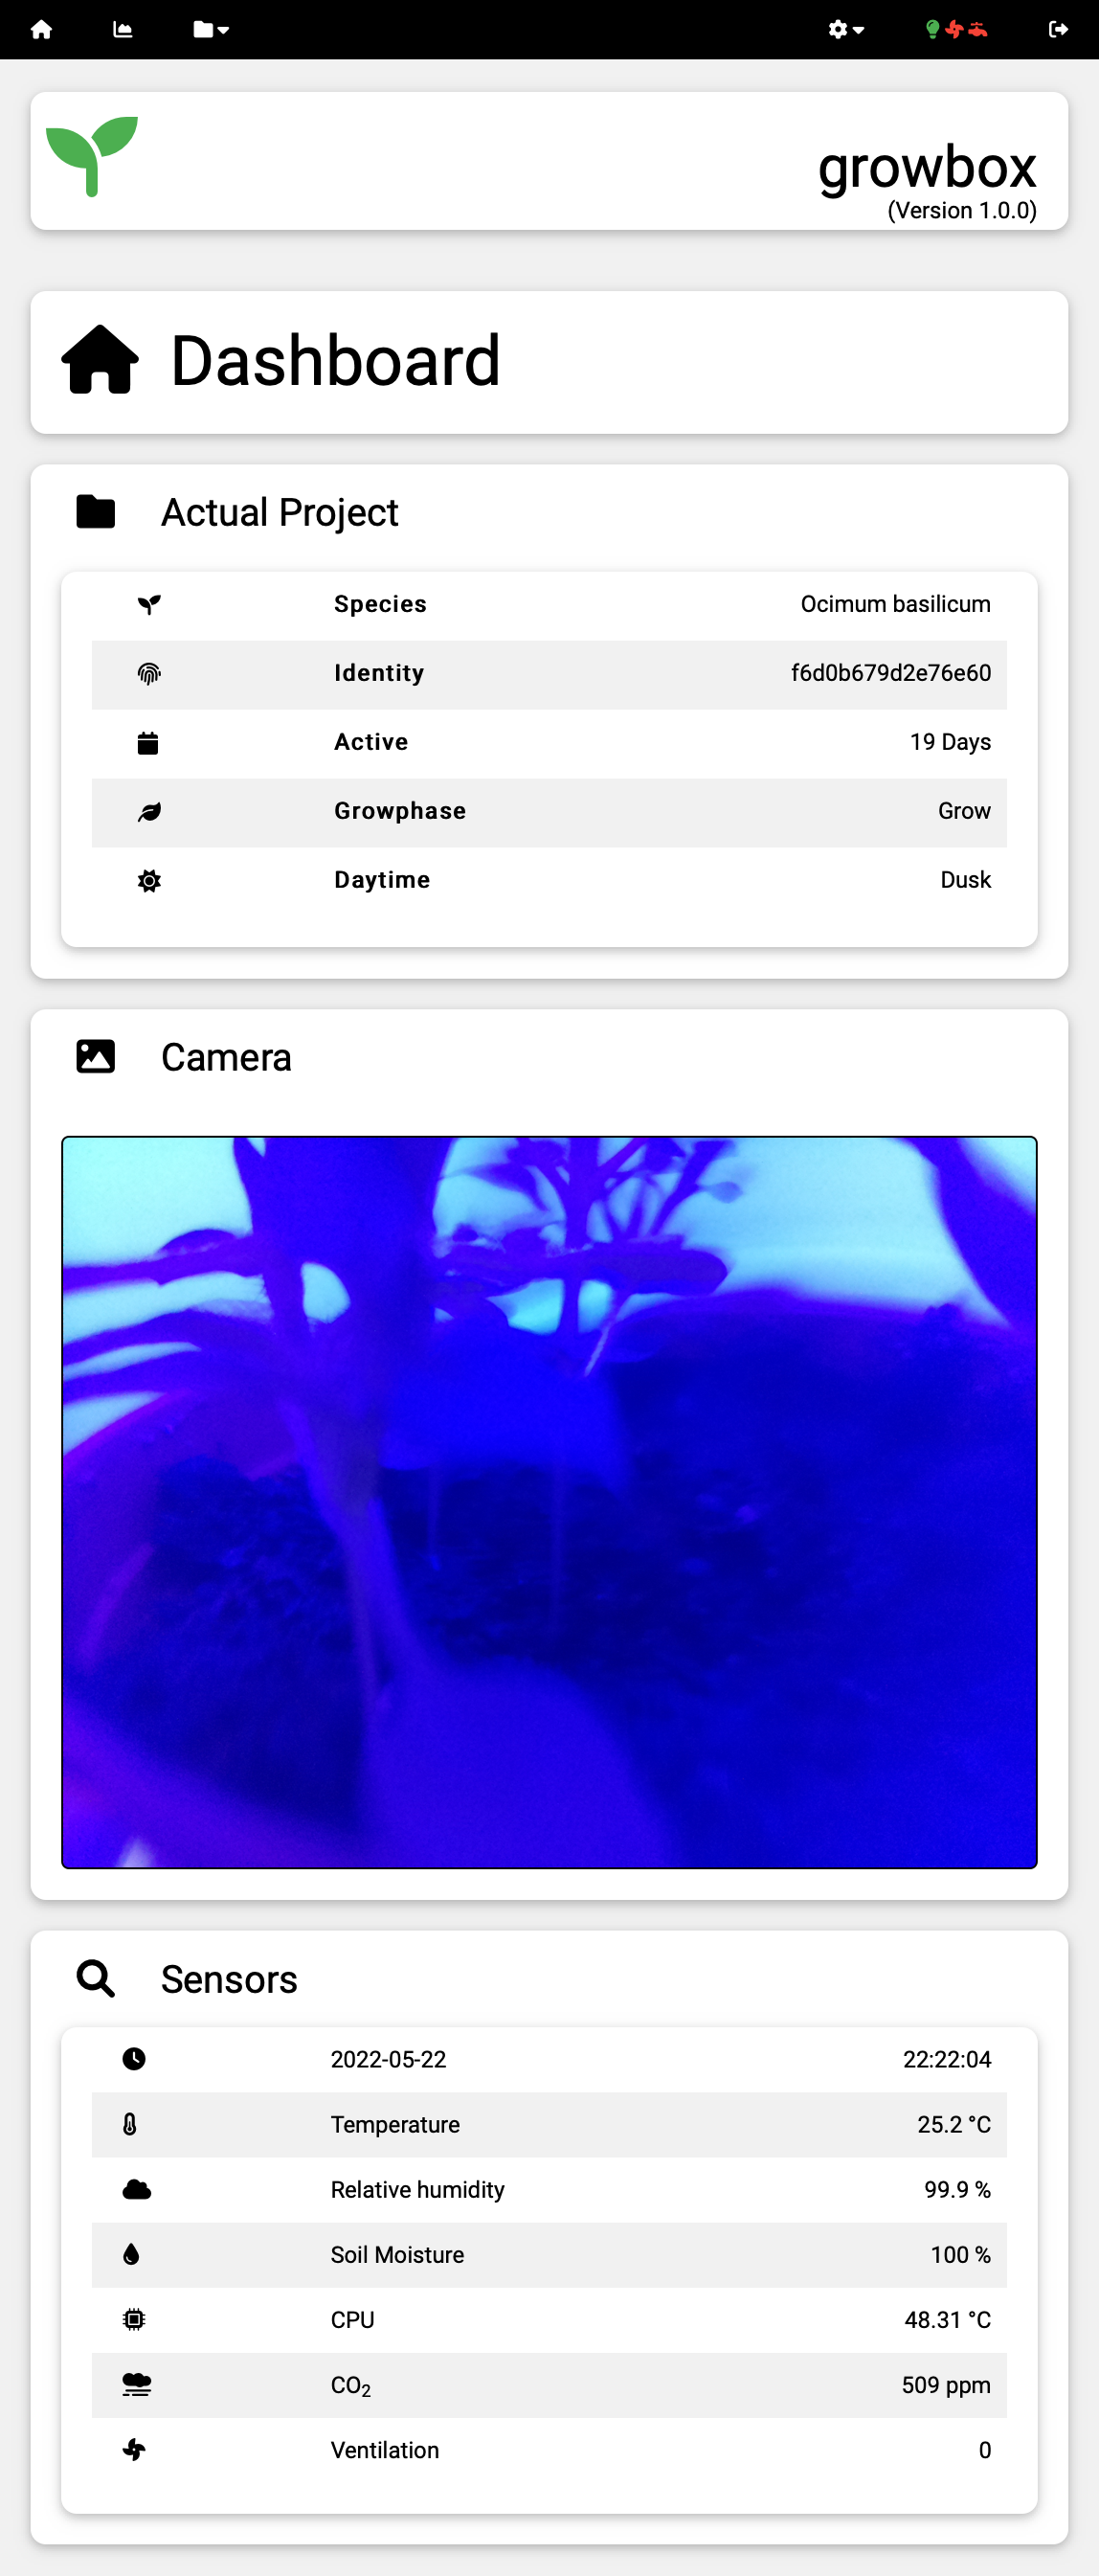 growbox
(Version 1.0.0)
Dashboard
Actual Project
Species Ocimum basilicum
Identity f6d0b679d2e76e60
Active 19 Days
Growphase Grow
Daytime Dusk
Camera
Sensors
2022-05-22 22:22:04
Temperature 25.2 °C
Relative humidity 99.9 %
Soil Moisture 100 %
CPU 48.31 °C
CO₂ 509 ppm
Ventilation 0